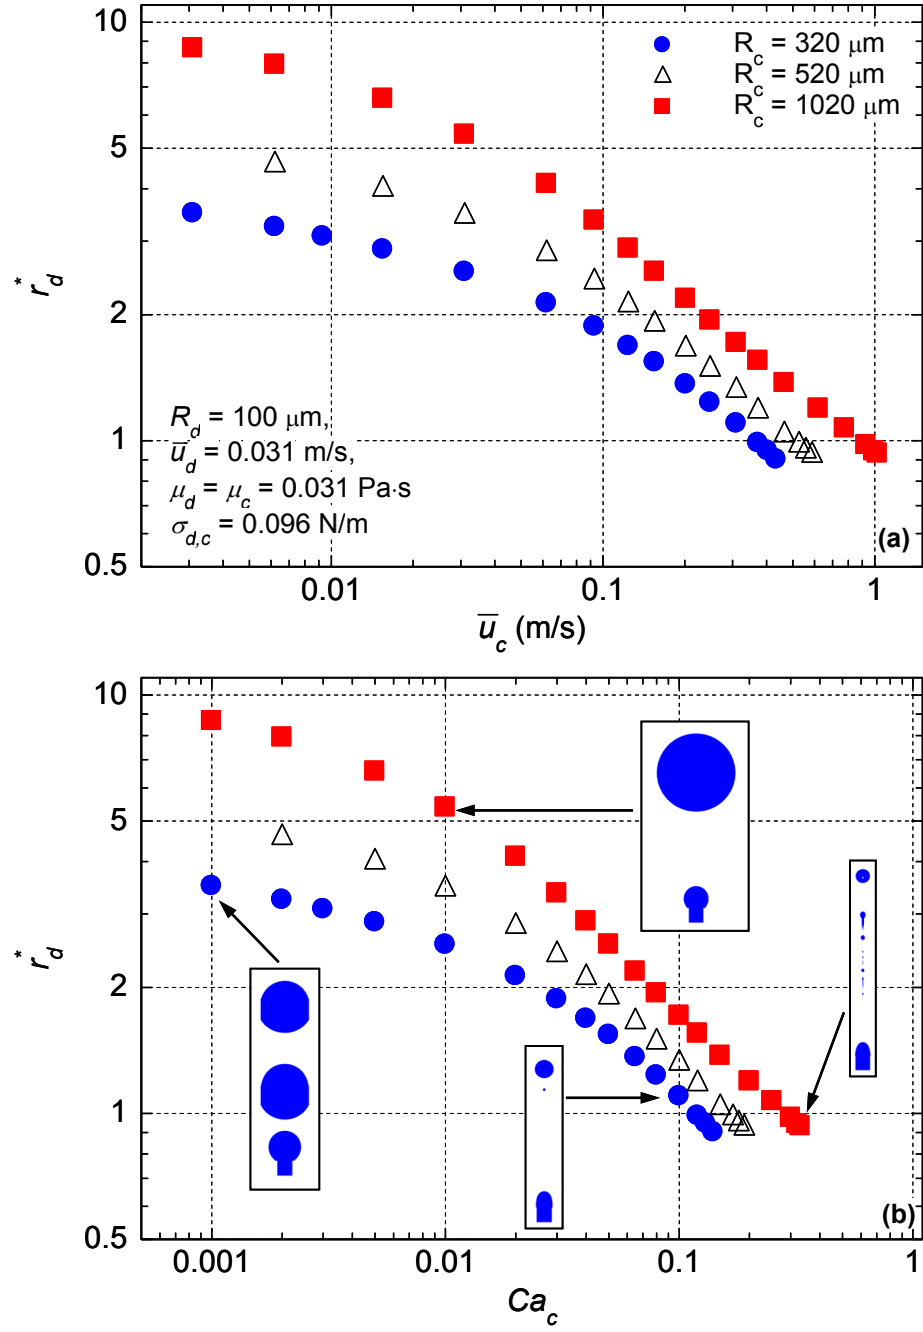 10
5
2
1
0.5
r*d
R_c = 320 μm
R_c = 520 μm
R_c = 1020 μm
R_d = 100 μm,
u̅_d = 0.031 m/s,
μ_d = μ_c = 0.031 Pa·s
σ_d,c = 0.096 N/m
(a)
0.01 0.1 1
u̅_c (m/s)
10
5
2
1
0.5
r*d
(b)
0.001 0.01 0.1 1
Ca_c